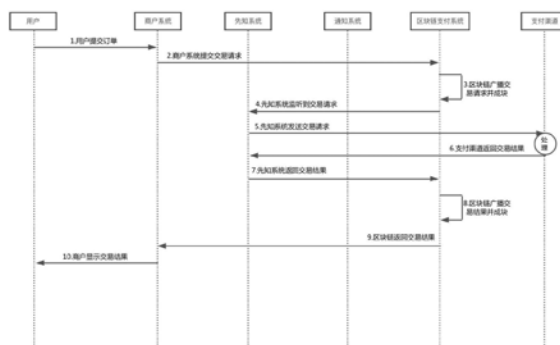 用户
商户系统
先知系统
通知系统
区块链支付系统
支付渠道
1.用户提交订单
2.商户系统提交交易请求
3.区块链广播交
易请求并成块
4.先知系统监听到交易请求
5.先知系统发送交易请求
处
理
6.支付渠道返回交易结果
7.先知系统返回交易结果
8.区块链广播交
易结果并成块
9.区块链返回交易结果
10.商户显示交易结果